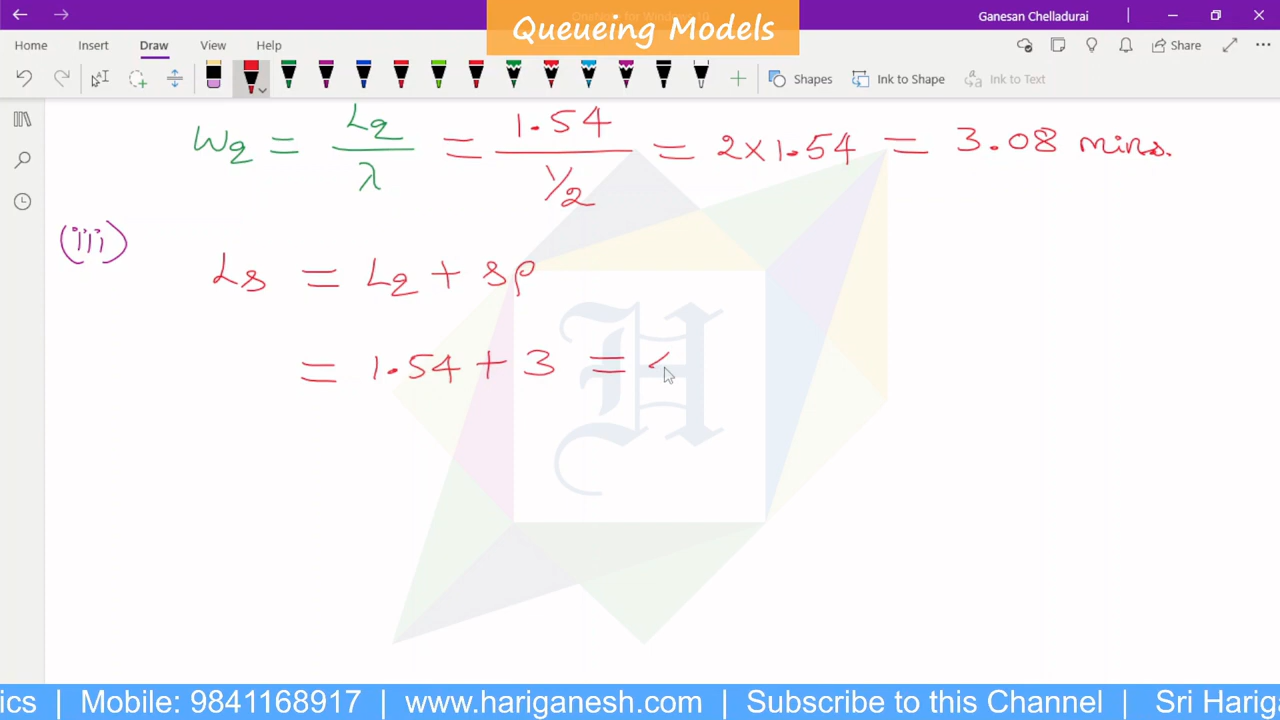 Queueing Models
Ganesan Chelladurai
Home Insert Draw View Help
Share
Shapes Ink to Shape Ink to Text
Wq = Lq / λ = 1.54 / 1/2 = 2 × 1.54 = 3.08 mins.
(iii)
Ls = Lq + sρ
= 1.54 + 3 =
H
ics | Mobile: 9841168917 | www.hariganesh.com | Subscribe to this Channel | Sri Harig